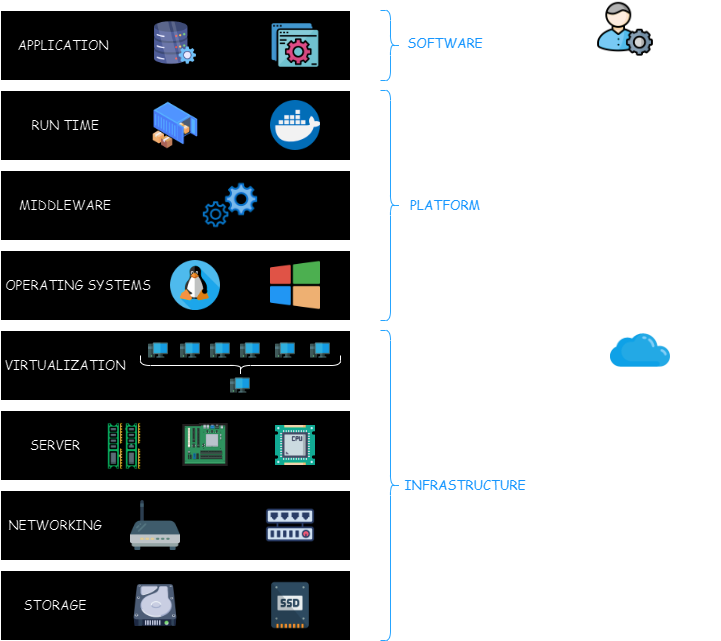 APPLICATION
SOFTWARE
RUN TIME
MIDDLEWARE
PLATFORM
OPERATING SYSTEMS
VIRTUALIZATION
SERVER
CPU
INFRASTRUCTURE
NETWORKING
STORAGE
SSD